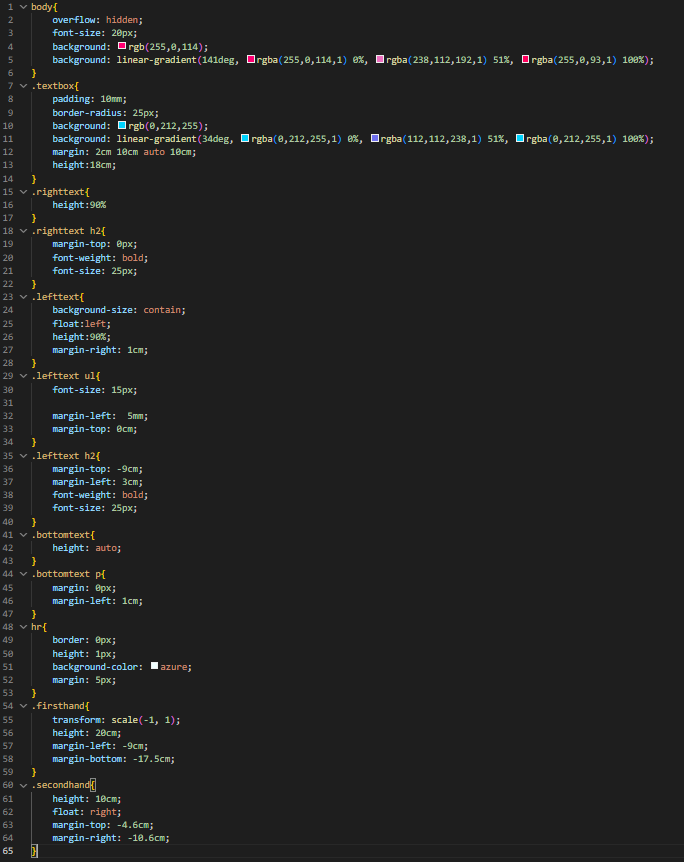 1 body{
2 overflow: hidden;
3 font-size: 20px;
4 background: rgb(255,0,114);
5 background: linear-gradient(141deg, rgba(255,0,114,1) 0%, rgba(238,112,192,1) 51%, rgba(255,0,93,1) 100%);
6 }
7 .textbox{
8 padding: 10mm;
9 border-radius: 25px;
10 background: rgb(0,212,255);
11 background: linear-gradient(34deg, rgba(0,212,255,1) 0%, rgba(112,112,238,1) 51%, rgba(0,212,255,1) 100%);
12 margin: 2cm 10cm auto 10cm;
13 height:18cm;
14 }
15 .righttext{
16 height:90%
17 }
18 .righttext h2{
19 margin-top: 0px;
20 font-weight: bold;
21 font-size: 25px;
22 }
23 .lefttext{
24 background-size: contain;
25 float:left;
26 height:90%;
27 margin-right: 1cm;
28 }
29 .lefttext ul{
30 font-size: 15px;
31
32 margin-left:  5mm;
33 margin-top: 0cm;
34 }
35 .lefttext h2{
36 margin-top: -9cm;
37 margin-left: 3cm;
38 font-weight: bold;
39 font-size: 25px;
40 }
41 .bottomtext{
42 height: auto;
43 }
44 .bottomtext p{
45 margin: 0px;
46 margin-left: 1cm;
47 }
48 hr{
49 border: 0px;
50 height: 1px;
51 background-color: azure;
52 margin: 5px;
53 }
54 .firsthand{
55 transform: scale(-1, 1);
56 height: 20cm;
57 margin-left: -9cm;
58 margin-bottom: -17.5cm;
59 }
60 .secondhand{
61 height: 10cm;
62 float: right;
63 margin-top: -4.6cm;
64 margin-right: -10.6cm;
65 }